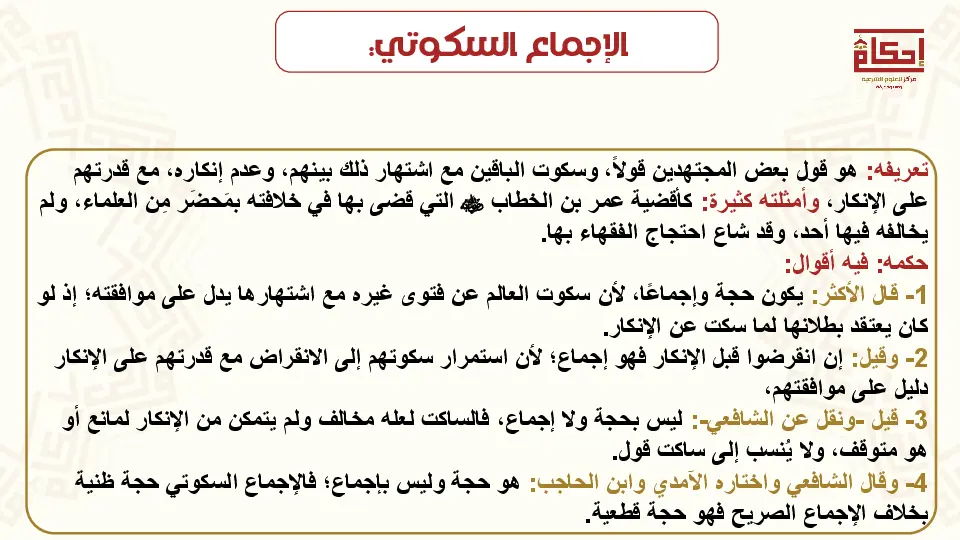 الإجماع السكوتي:
إحكام
مركز للعلوم الشرعية
تعريفه: هو قول بعض المجتهدين قولاً، وسكوت الباقين مع اشتهار ذلك بينهم، وعدم إنكاره، مع قدرتهم
على الإنكار، وأمثلته كثيرة: كأقضية عمر بن الخطاب ﷜ التي قضى بها في خلافته بمَحضَر مِن العلماء، ولم
يخالفه فيها أحد، وقد شاع احتجاج الفقهاء بها.
حكمه: فيه أقوال:
1- قال الأكثر: يكون حجة وإجماعًا، لأن سكوت العالم عن فتوى غيره مع اشتهارها يدل على موافقته؛ إذ لو
كان يعتقد بطلانها لما سكت عن الإنكار.
2- وقيل: إن انقرضوا قبل الإنكار فهو إجماع؛ لأن استمرار سكوتهم إلى الانقراض مع قدرتهم على الإنكار
دليل على موافقتهم،
3- قيل -ونقل عن الشافعي-: ليس بحجة ولا إجماع، فالساكت لعله مخالف ولم يتمكن من الإنكار لمانع أو
هو متوقف، ولا يُنسب إلى ساكت قول.
4- وقال الشافعي واختاره الآمدي وابن الحاجب: هو حجة وليس بإجماع؛ فالإجماع السكوتي حجة ظنية
بخلاف الإجماع الصريح فهو حجة قطعية.